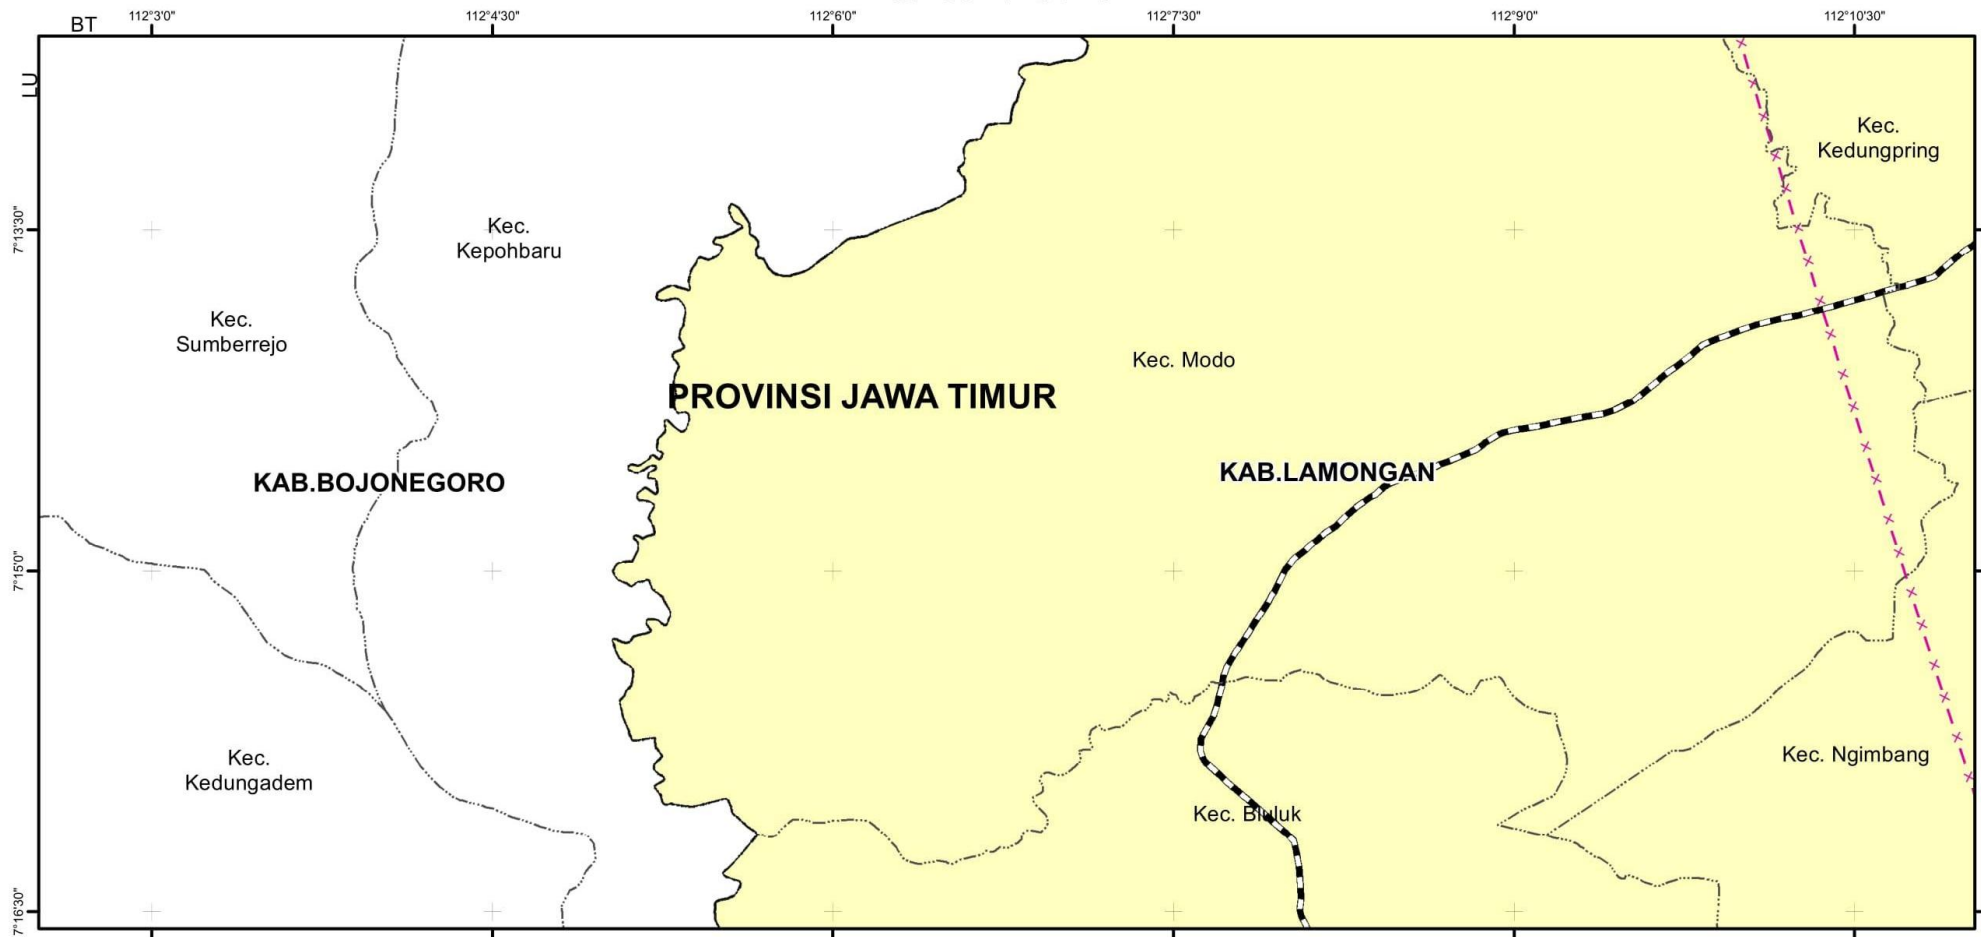 112°3'0"
112°4'30"
112°6'0"
112°7'30"
112°9'0"
112°10'30"
BT
LU
Kec.
Kedungpring
7°13'30"
Kec.
Kepohbaru
Kec.
Sumberrejo
Kec. Modo
PROVINSI JAWA TIMUR
KAB.LAMONGAN
KAB.BOJONEGORO
7°15'0"
Kec.
Kedungadem
Kec. Ngimbang
Kec. Bluluk
7°16'30"